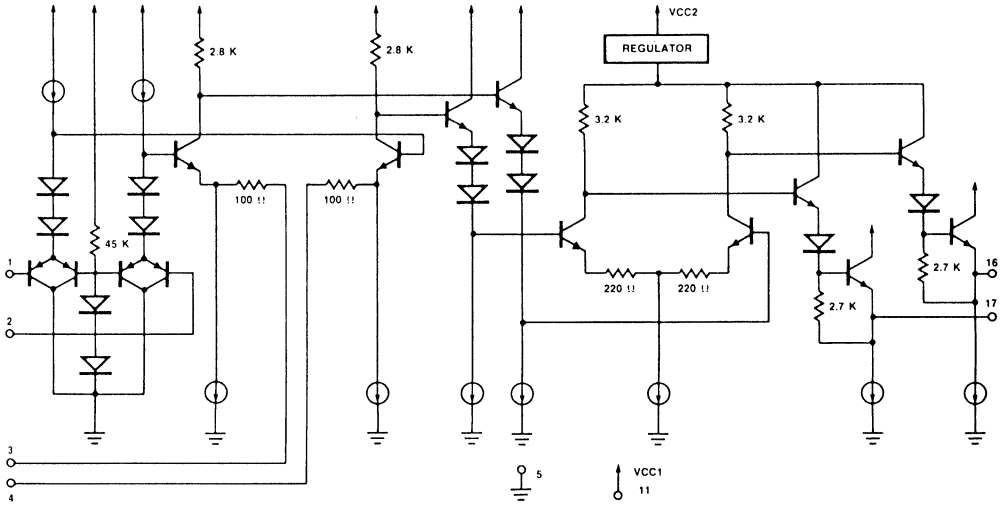 VCC2
REGULATOR
2.8 K
2.8 K
3.2 K
3.2 K
100 Ω
100 Ω
45 K
1
2
220 Ω
220 Ω
2.7 K
2.7 K
16
17
3
4
5
VCC1
11